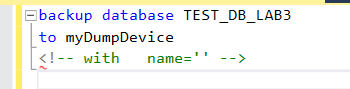 backup database TEST_DB_LAB3
to myDumpDevice
<!-- with   name='' -->